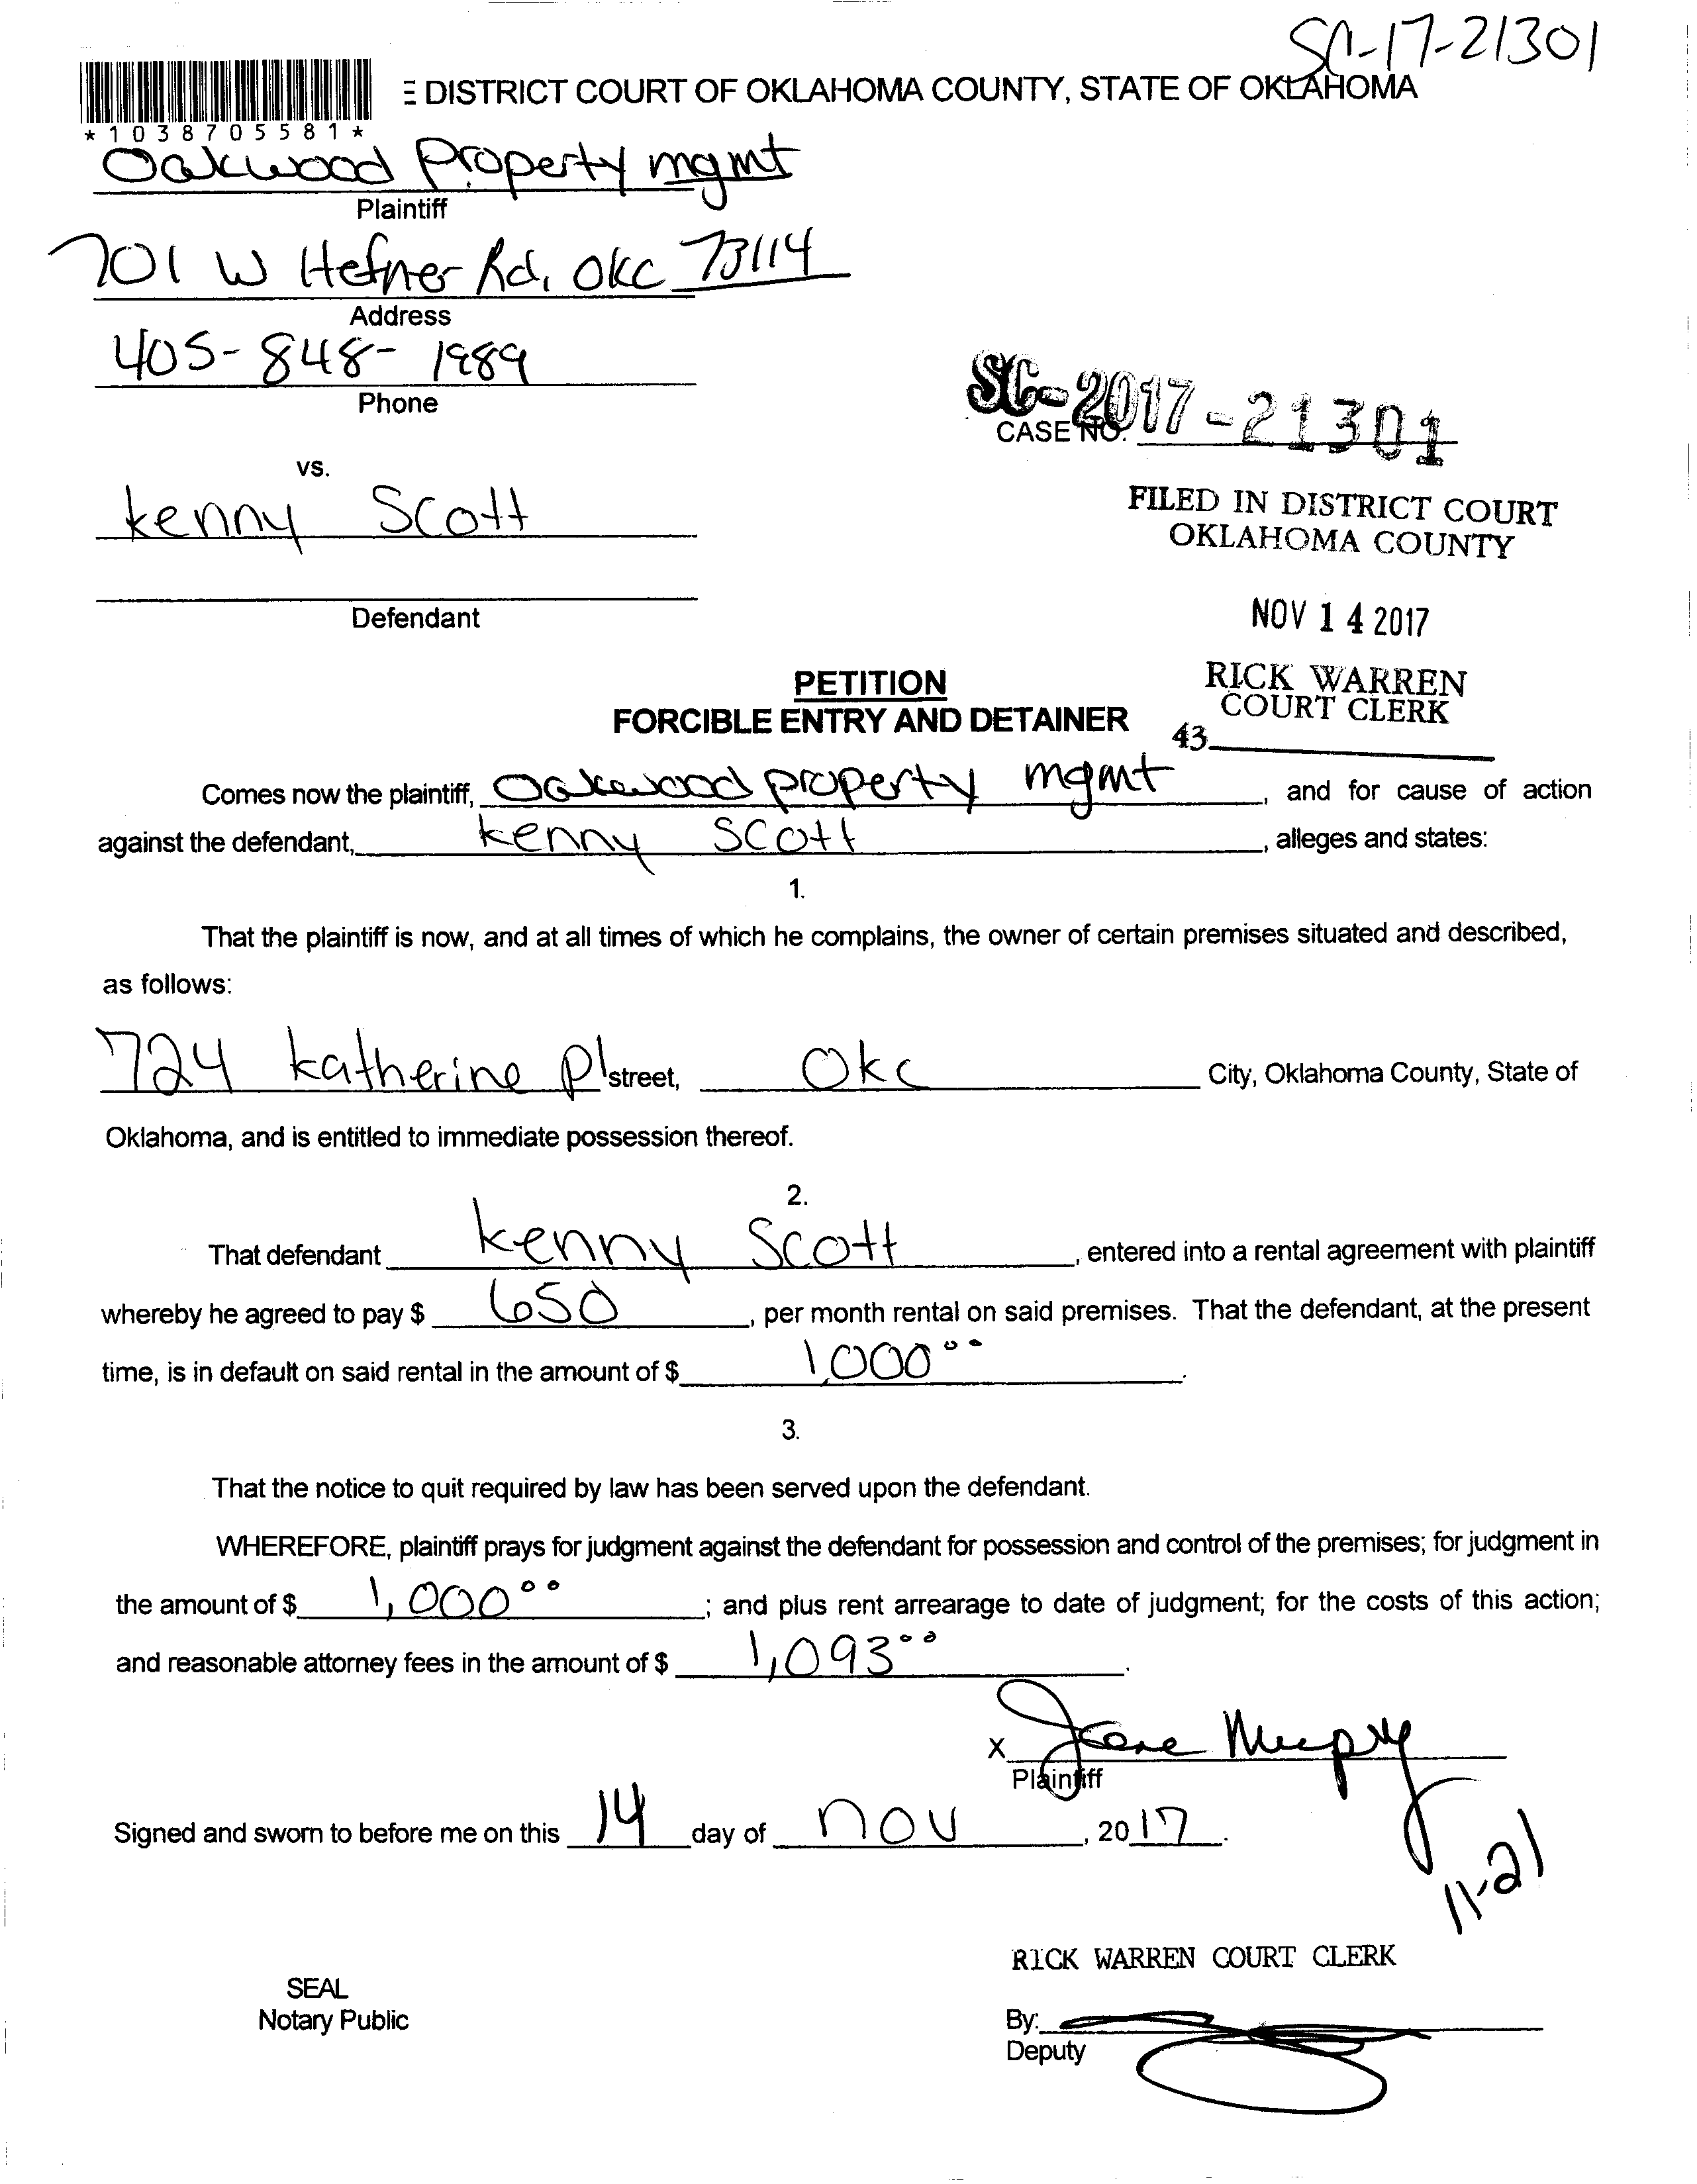 SC-17-21301
E DISTRICT COURT OF OKLAHOMA COUNTY, STATE OF OKLAHOMA
*1038705581*
Oakwood Property mgmt
Plaintiff
701 W Hefner Rd, OKC 73114
Address
405-848-1989
Phone
SC-2017-21301
CASE NO.
vs.
kenny Scott
FILED IN DISTRICT COURT
OKLAHOMA COUNTY
Defendant
NOV 14 2017
PETITION
FORCIBLE ENTRY AND DETAINER
RICK WARREN
COURT CLERK
43
Comes now the plaintiff, Oakewood property mgmt, and for cause of action
against the defendant, kenny Scott, alleges and states:
1.
That the plaintiff is now, and at all times of which he complains, the owner of certain premises situated and described,
as follows:
724 katherine pl street, Okc City, Oklahoma County, State of
Oklahoma, and is entitled to immediate possession thereof.
2.
That defendant kenny Scott, entered into a rental agreement with plaintiff
whereby he agreed to pay $ 650, per month rental on said premises. That the defendant, at the present
time, is in default on said rental in the amount of $ 1,000 00.
3.
That the notice to quit required by law has been served upon the defendant.
WHEREFORE, plaintiff prays for judgment against the defendant for possession and control of the premises; for judgment in
the amount of $ 1,000 00; and plus rent arrearage to date of judgment; for the costs of this action;
and reasonable attorney fees in the amount of $ 1,093 00.
X
Plaintiff
Signed and sworn to before me on this 14 day of nov, 2017.
11-21
RICK WARREN COURT CLERK
SEAL
Notary Public
By:
Deputy